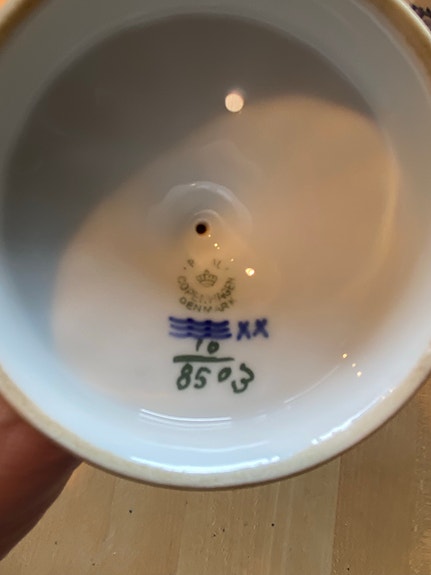 COPENHAGEN
DENMARK
XX
10
8503